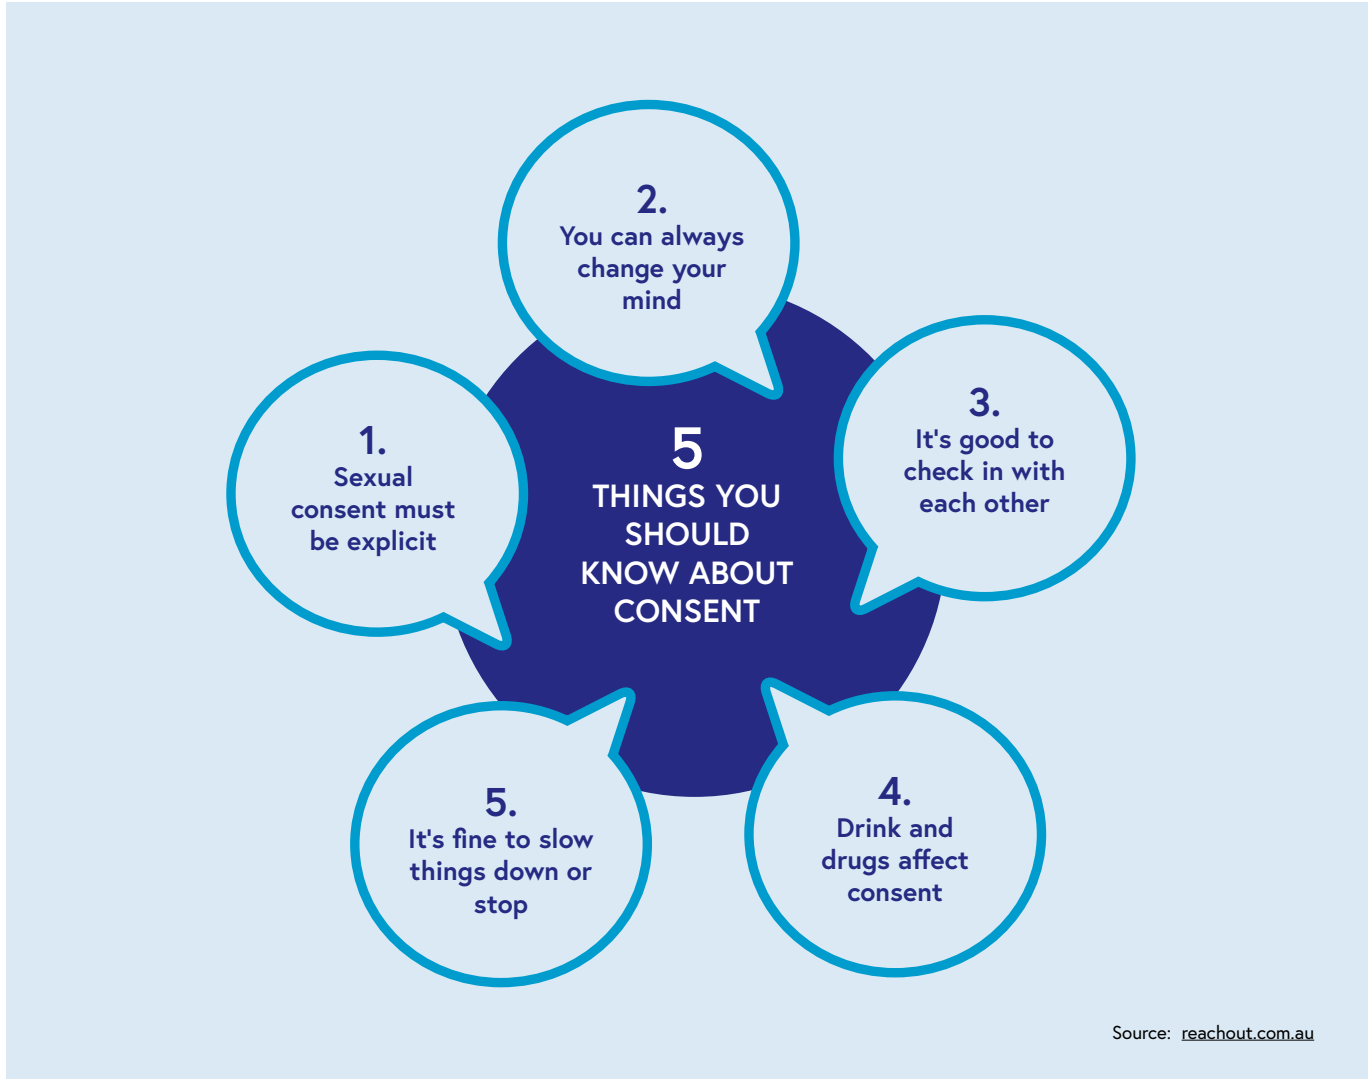 5
THINGS YOU
SHOULD
KNOW ABOUT
CONSENT
1.
Sexual
consent must
be explicit
2.
You can always
change your
mind
3.
It's good to
check in with
each other
4.
Drink and
drugs affect
consent
5.
It's fine to slow
things down or
stop
Source: reachout.com.au